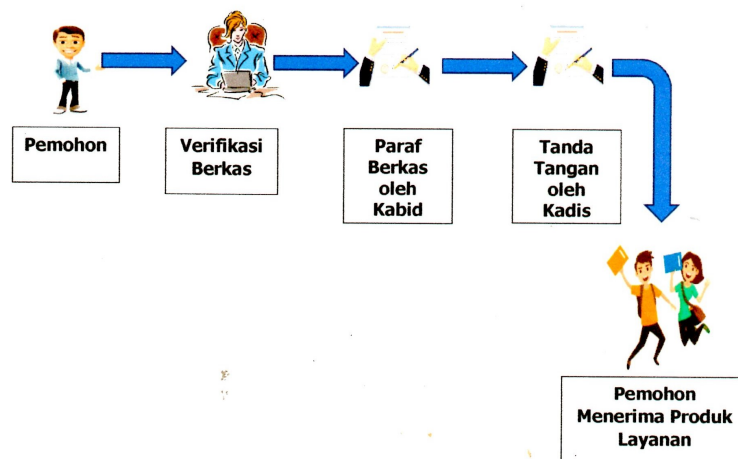 Pemohon
Verifikasi
Berkas
Paraf
Berkas
oleh
Kabid
Tanda
Tangan
oleh
Kadis
Pemohon
Menerima Produk
Layanan